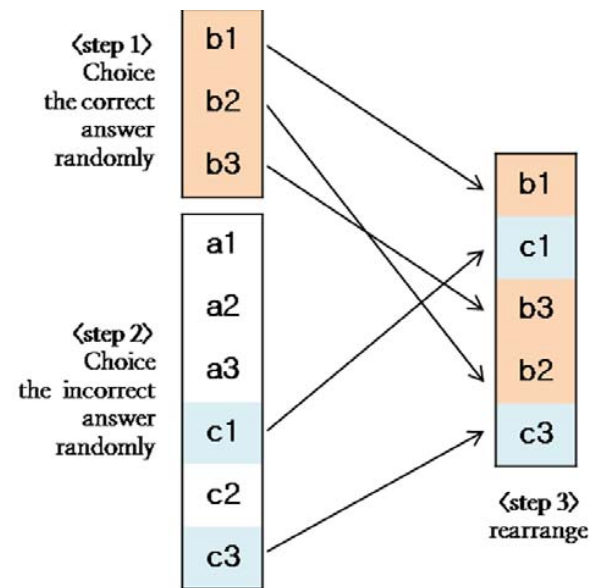 〈step 1〉
Choice
the correct
answer
randomly
b1
b2
b3
〈step 2〉
Choice
the incorrect
answer
randomly
a1
a2
a3
c1
c2
c3
b1
c1
b3
b2
c3
〈step 3〉
rearrange